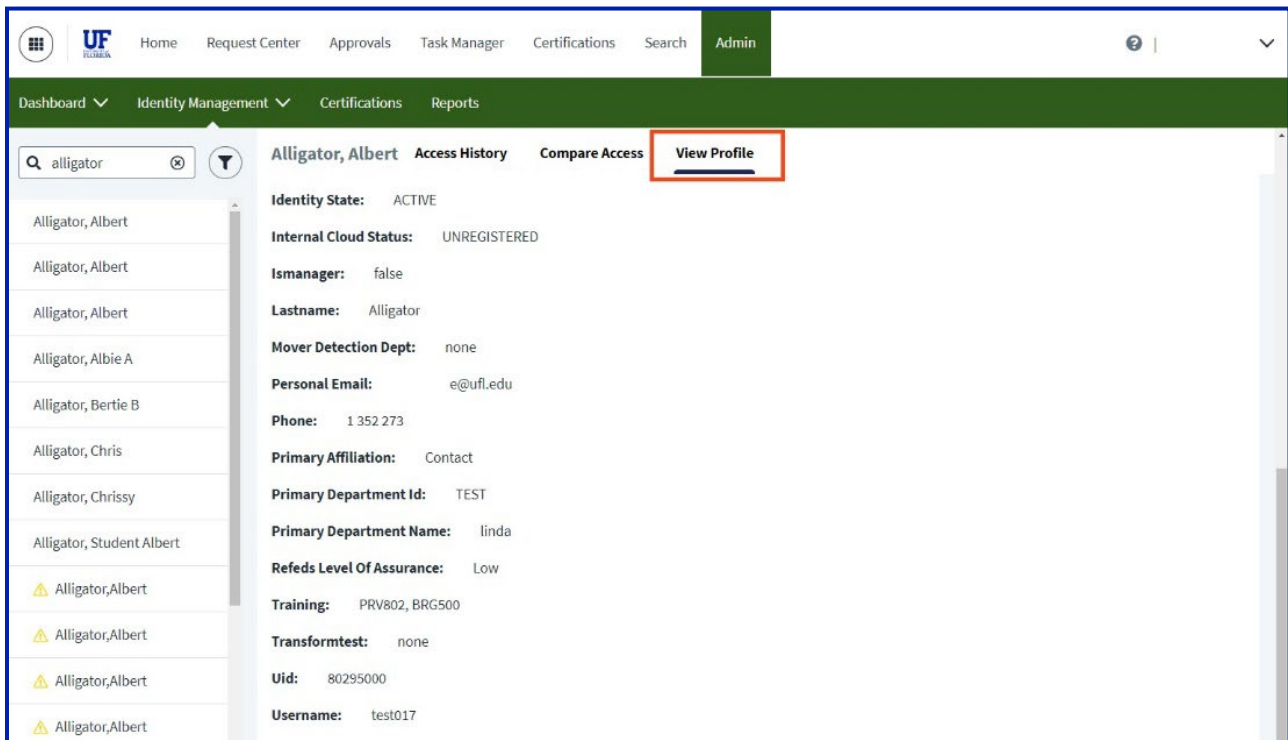 UF
FLORIDA
Home Request Center Approvals Task Manager Certifications Search Admin
Dashboard Identity Management Certifications Reports
alligator
Alligator, Albert
Alligator, Albert
Alligator, Albert
Alligator, Albie A
Alligator, Bertie B
Alligator, Chris
Alligator, Chrissy
Alligator, Student Albert
Alligator,Albert
Alligator,Albert
Alligator,Albert
Alligator,Albert
Alligator, Albert Access History Compare Access View Profile
Identity State: ACTIVE
Internal Cloud Status: UNREGISTERED
Ismanager: false
Lastname: Alligator
Mover Detection Dept: none
Personal Email: e@ufl.edu
Phone: 1 352 273
Primary Affiliation: Contact
Primary Department Id: TEST
Primary Department Name: linda
Refeds Level Of Assurance: Low
Training: PRV802, BRG500
Transformtest: none
Uid: 80295000
Username: test017